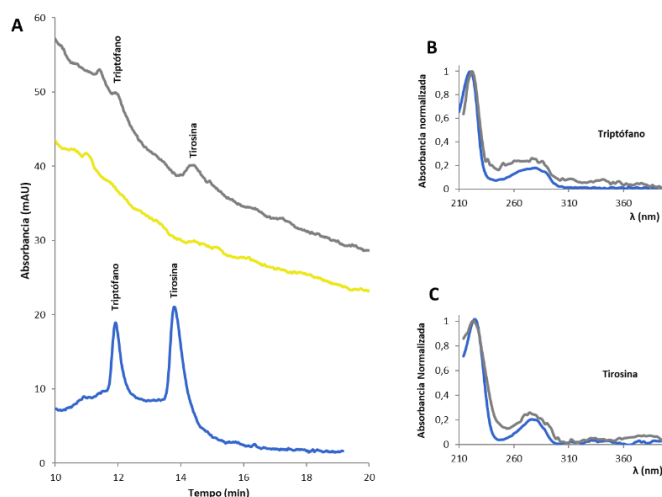 A
60
50
40
30
20
10
0
Absorbancia (mAU)
Triptófano
Tirosina
Triptófano
Tirosina
10 12 14 16 18 20
Tempo (min)
B
1
0,8
0,6
0,4
0,2
0
Absorbancia normalizada
Triptófano
210 260 310 360
λ (nm)
C
1
0,8
0,6
0,4
0,2
0
Absorbancia Normalizada
Tirosina
210 260 310 360
λ (nm)